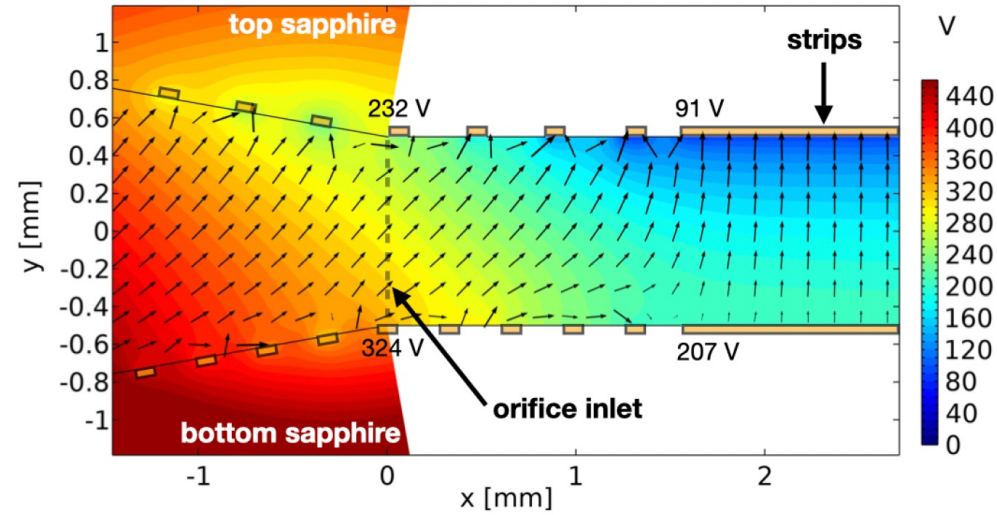 top sapphire
strips
V
232 V
91 V
324 V
207 V
orifice inlet
bottom sapphire
y [mm]
1
0.8
0.6
0.4
0.2
0
-0.2
-0.4
-0.6
-0.8
-1
-1
0
1
2
x [mm]
440
400
360
320
280
240
200
160
120
80
40
0